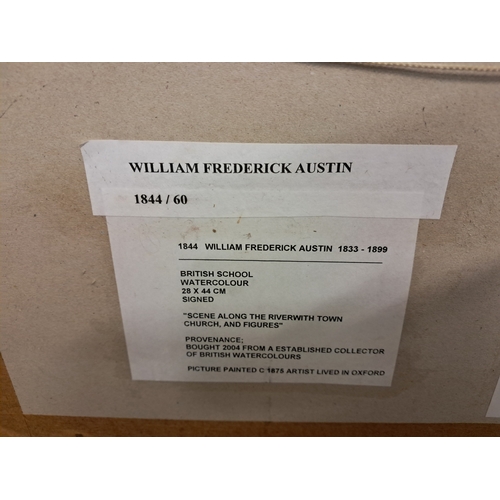 WILLIAM FREDERICK AUSTIN
1844 / 60
1844 WILLIAM FREDERICK AUSTIN 1833 - 1899
BRITISH SCHOOL
WATERCOLOUR
28 X 44 CM
SIGNED
"SCENE ALONG THE RIVERWITH TOWN
CHURCH, AND FIGURES"
PROVENANCE;
BOUGHT 2004 FROM A ESTABLISHED COLLECTOR
OF BRITISH WATERCOLOURS
PICTURE PAINTED C 1875 ARTIST LIVED IN OXFORD